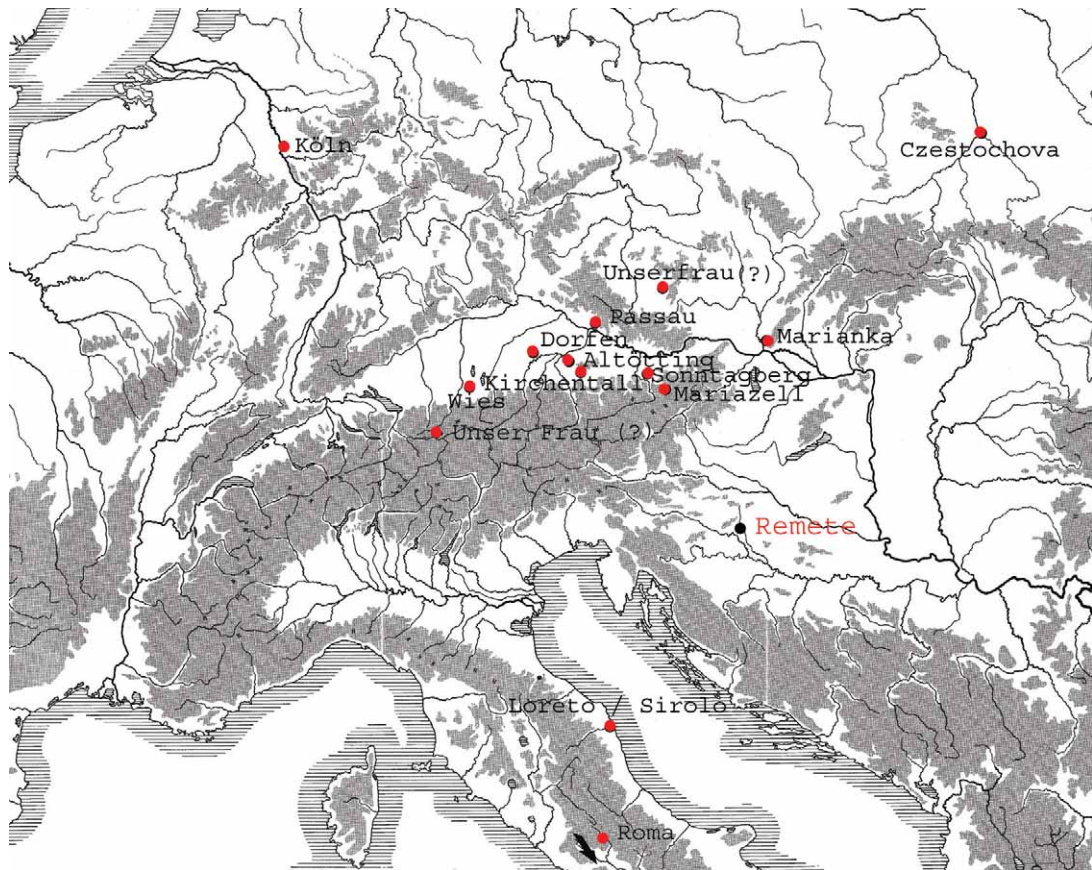 Köln
Czestochova
Unserfrau(?)
Passau
Marianka
Dorfen
Altötting
Sonntagberg
Kirchentall
Mariazell
Wies
Unser Frau (?)
Remete
Loreto / Sirolo
Roma